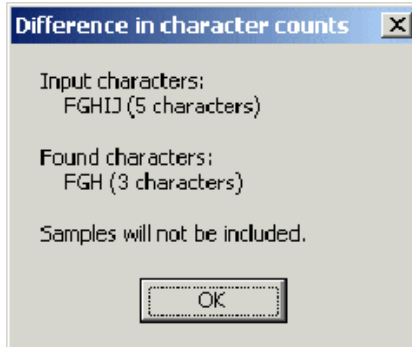 Difference in character counts
Input characters:
FGHIJ (5 characters)
Found characters:
FGH (3 characters)
Samples will not be included.
OK